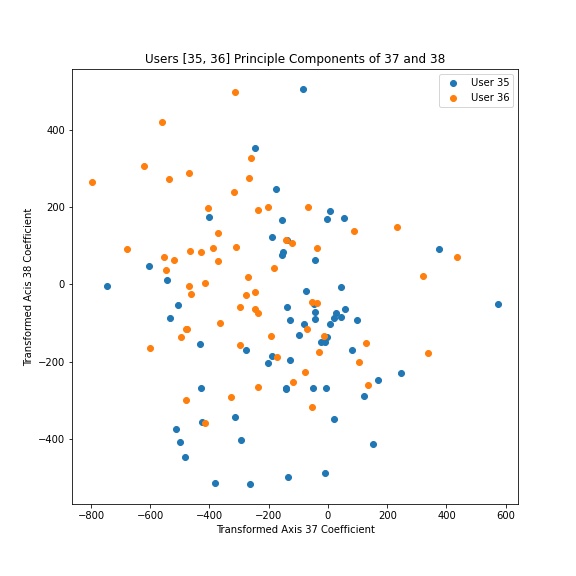 Users [35, 36] Principle Components of 37 and 38
User 35
User 36
Transformed Acis 38 Coefficient
400
200
0
−200
−400
−800
−600
−400
−200
0
200
400
600
Transformed Axis 37 Coefficient